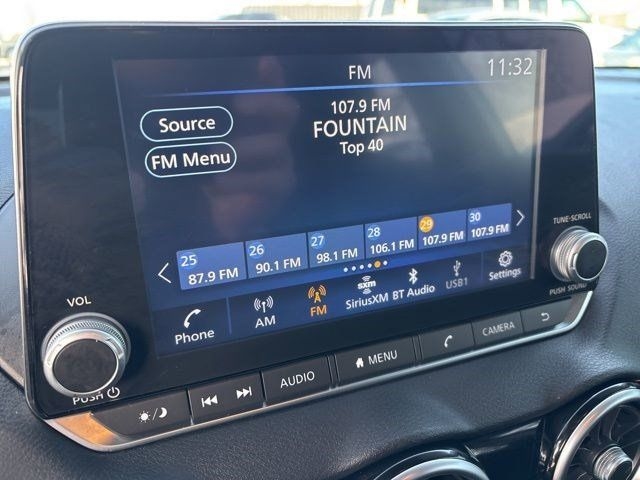 FM
11:32
107.9 FM
FOUNTAIN
Top 40
Source
FM Menu
25 26 27 28 29 30
87.9 FM 90.1 FM 98.1 FM 106.1 FM 107.9 FM 107.9 FM
Phone AM FM sxm SiriusXM BT Audio USB1 Settings
TUNE·SCROLL
PUSH SOUND
VOL
PUSH
AUDIO MENU CAMERA